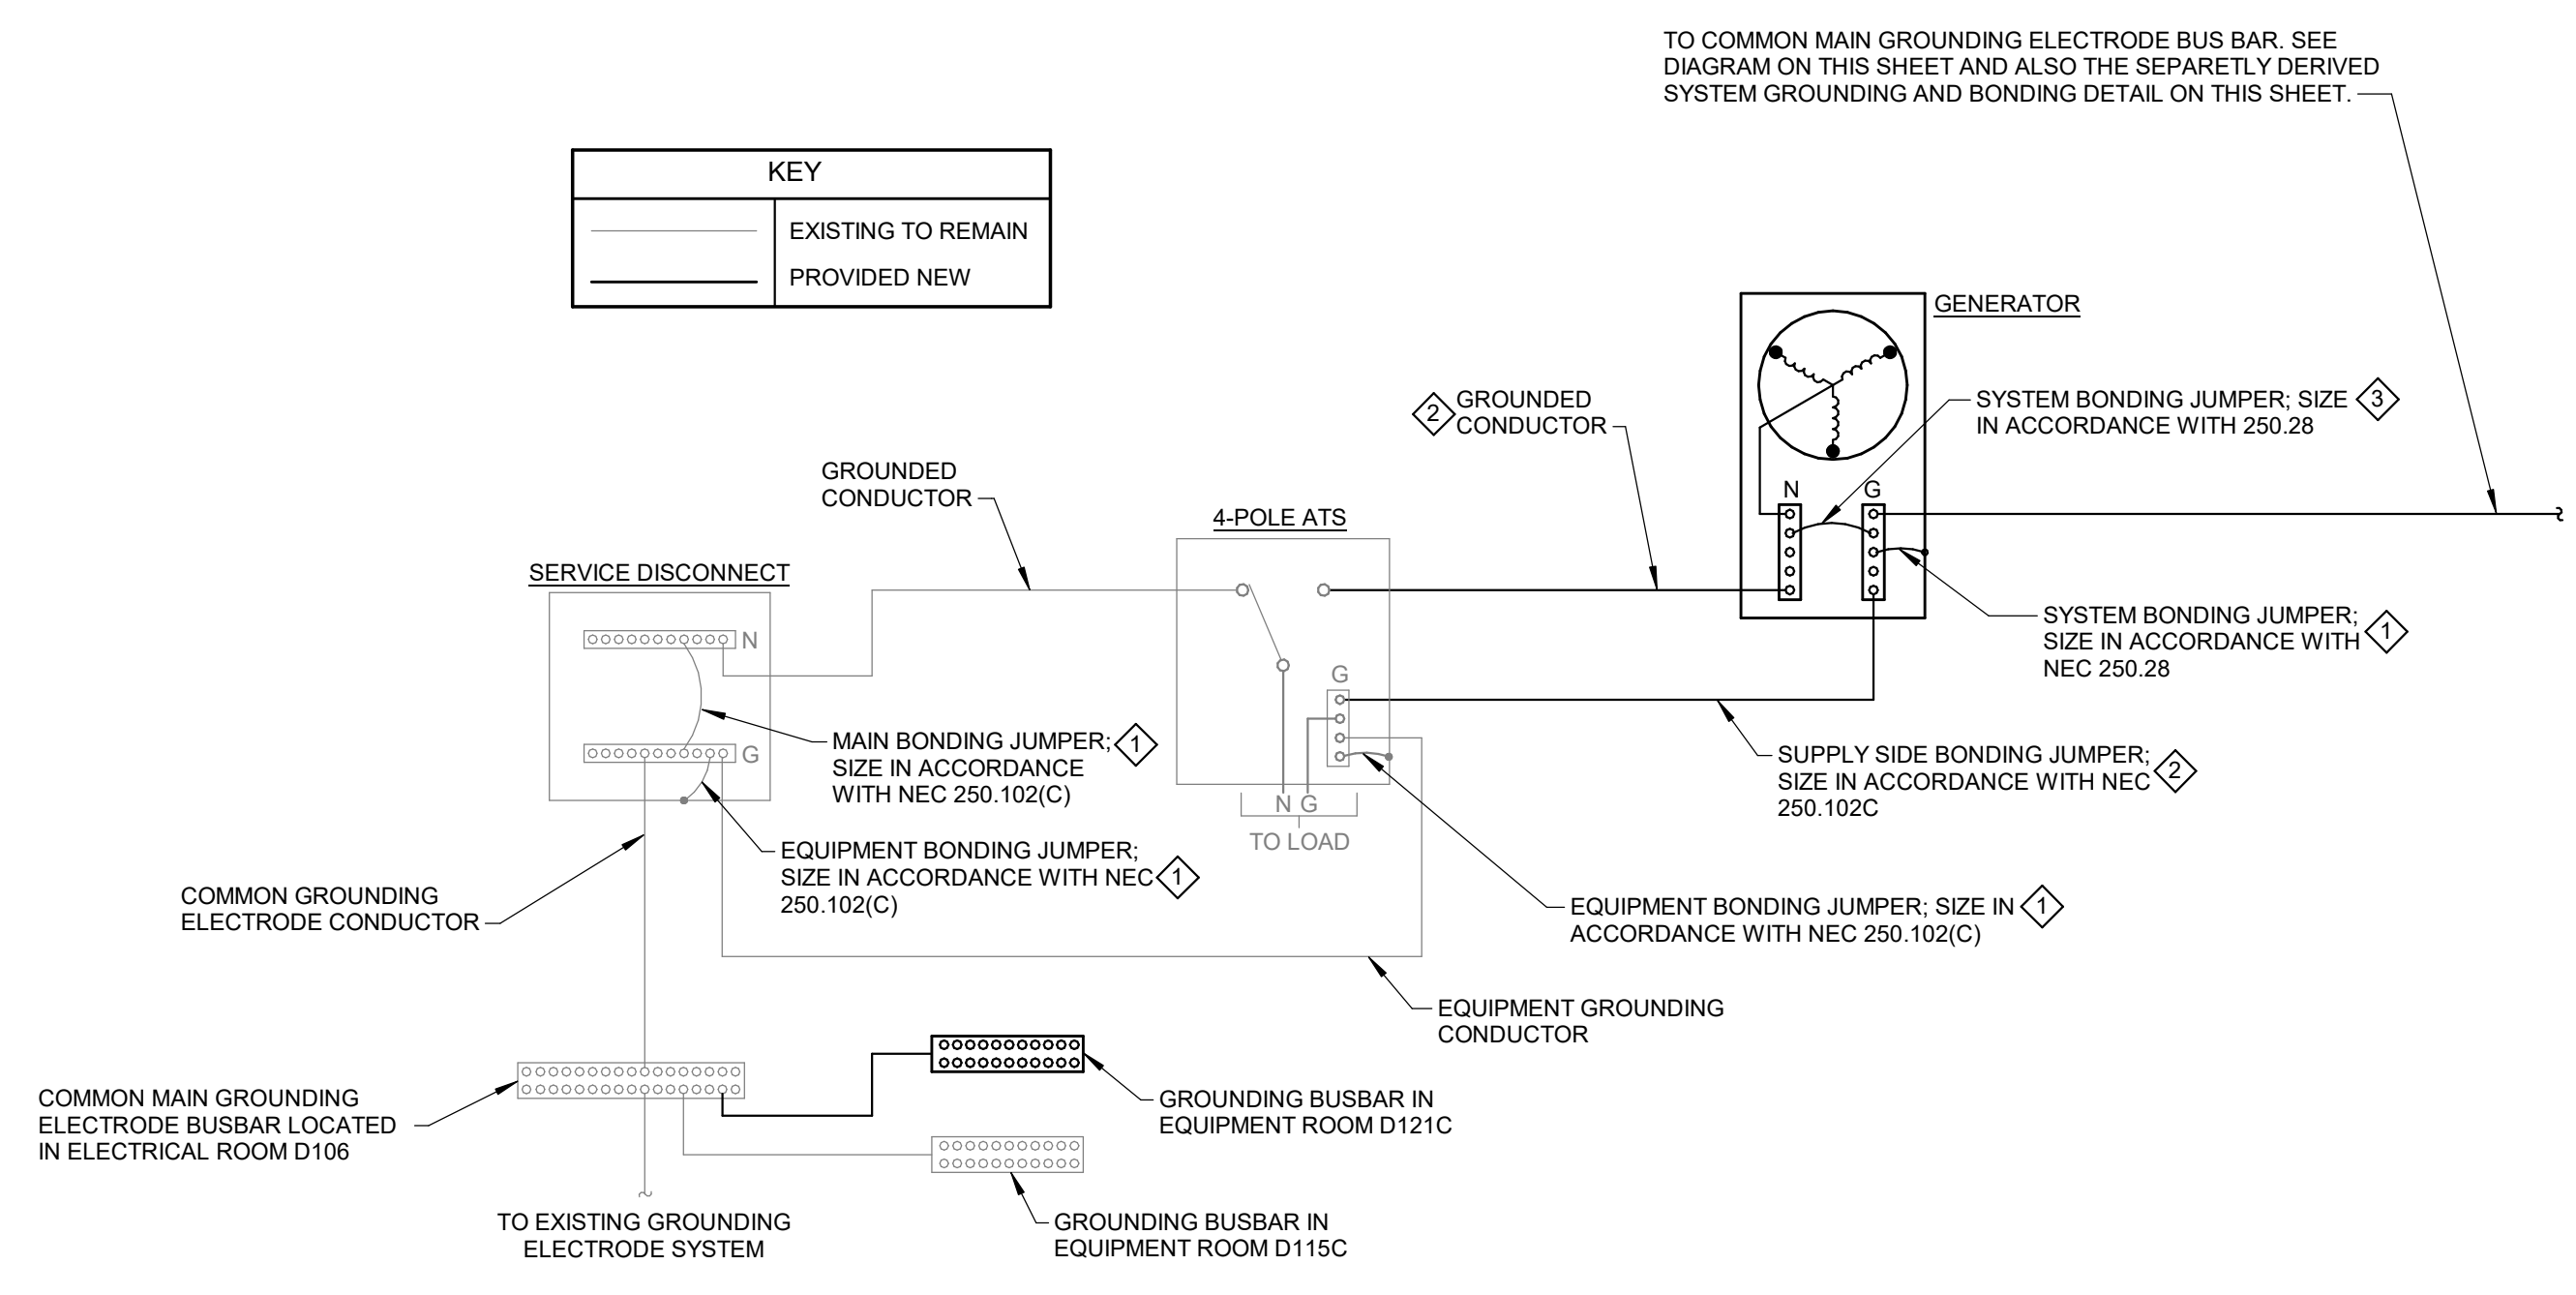 TO COMMON MAIN GROUNDING ELECTRODE BUS BAR. SEE
DIAGRAM ON THIS SHEET AND ALSO THE SEPARETLY DERIVED
SYSTEM GROUNDING AND BONDING DETAIL ON THIS SHEET.
KEY
EXISTING TO REMAIN
PROVIDED NEW
GENERATOR
N
G
SYSTEM BONDING JUMPER; SIZE
IN ACCORDANCE WITH 250.28
3
2
GROUNDED
CONDUCTOR
GROUNDED
CONDUCTOR
4-POLE ATS
G
N G
TO LOAD
SERVICE DISCONNECT
N
G
SYSTEM BONDING JUMPER;
SIZE IN ACCORDANCE WITH
NEC 250.28
1
MAIN BONDING JUMPER;
SIZE IN ACCORDANCE
WITH NEC 250.102(C)
1
SUPPLY SIDE BONDING JUMPER;
SIZE IN ACCORDANCE WITH NEC
250.102C
2
EQUIPMENT BONDING JUMPER;
SIZE IN ACCORDANCE WITH NEC
250.102(C)
1
COMMON GROUNDING
ELECTRODE CONDUCTOR
EQUIPMENT BONDING JUMPER; SIZE IN
ACCORDANCE WITH NEC 250.102(C)
1
EQUIPMENT GROUNDING
CONDUCTOR
COMMON MAIN GROUNDING
ELECTRODE BUSBAR LOCATED
IN ELECTRICAL ROOM D106
GROUNDING BUSBAR IN
EQUIPMENT ROOM D121C
TO EXISTING GROUNDING
ELECTRODE SYSTEM
GROUNDING BUSBAR IN
EQUIPMENT ROOM D115C